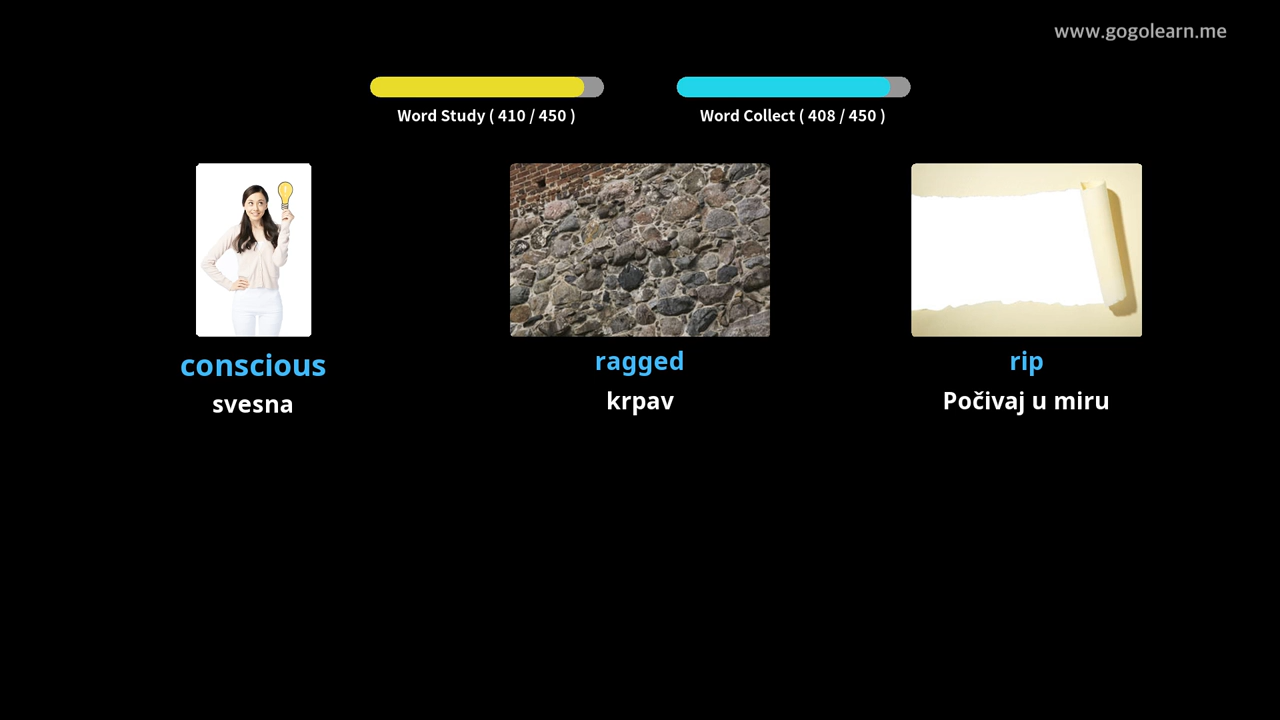 www.gogolearn.me
Word Study ( 410 / 450 )
Word Collect ( 408 / 450 )
conscious
svesna
ragged
krpav
rip
Počivaj u miru